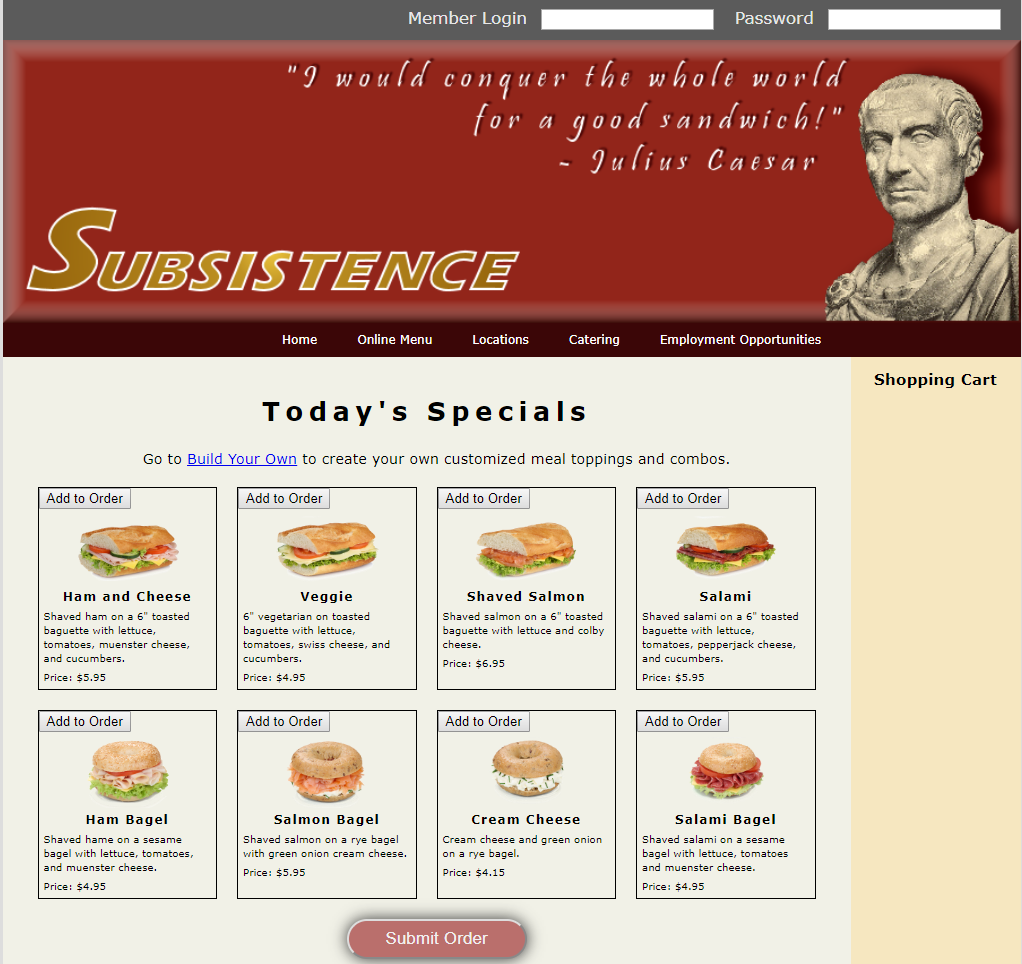 Member Login Password
"I would conquer the whole world
for a good sandwich!"
~ Julius Caesar
SUBSISTENCE
Home Online Menu Locations Catering Employment Opportunities
Shopping Cart
Today's Specials
Go to Build Your Own to create your own customized meal toppings and combos.
Add to Order
Ham and Cheese
Shaved ham on a 6" toasted
baguette with lettuce,
tomatoes, muenster cheese,
and cucumbers.
Price: $5.95
Add to Order
Veggie
6" vegetarian on toasted
baguette with lettuce,
tomatoes, swiss cheese, and
cucumbers.
Price: $4.95
Add to Order
Shaved Salmon
Shaved salmon on a 6" toasted
baguette with lettuce and colby
cheese.
Price: $6.95
Add to Order
Salami
Shaved salami on a 6" toasted
baguette with lettuce,
tomatoes, pepperjack cheese,
and cucumbers.
Price: $5.95
Add to Order
Ham Bagel
Shaved hame on a sesame
bagel with lettuce, tomatoes,
and muenster cheese.
Price: $4.95
Add to Order
Salmon Bagel
Shaved salmon on a rye bagel
with green onion cream cheese.
Price: $5.95
Add to Order
Cream Cheese
Cream cheese and green onion
on a rye bagel.
Price: $4.15
Add to Order
Salami Bagel
Shaved salami on a sesame
bagel with lettuce, tomatoes
and muenster cheese.
Price: $4.95
Submit Order